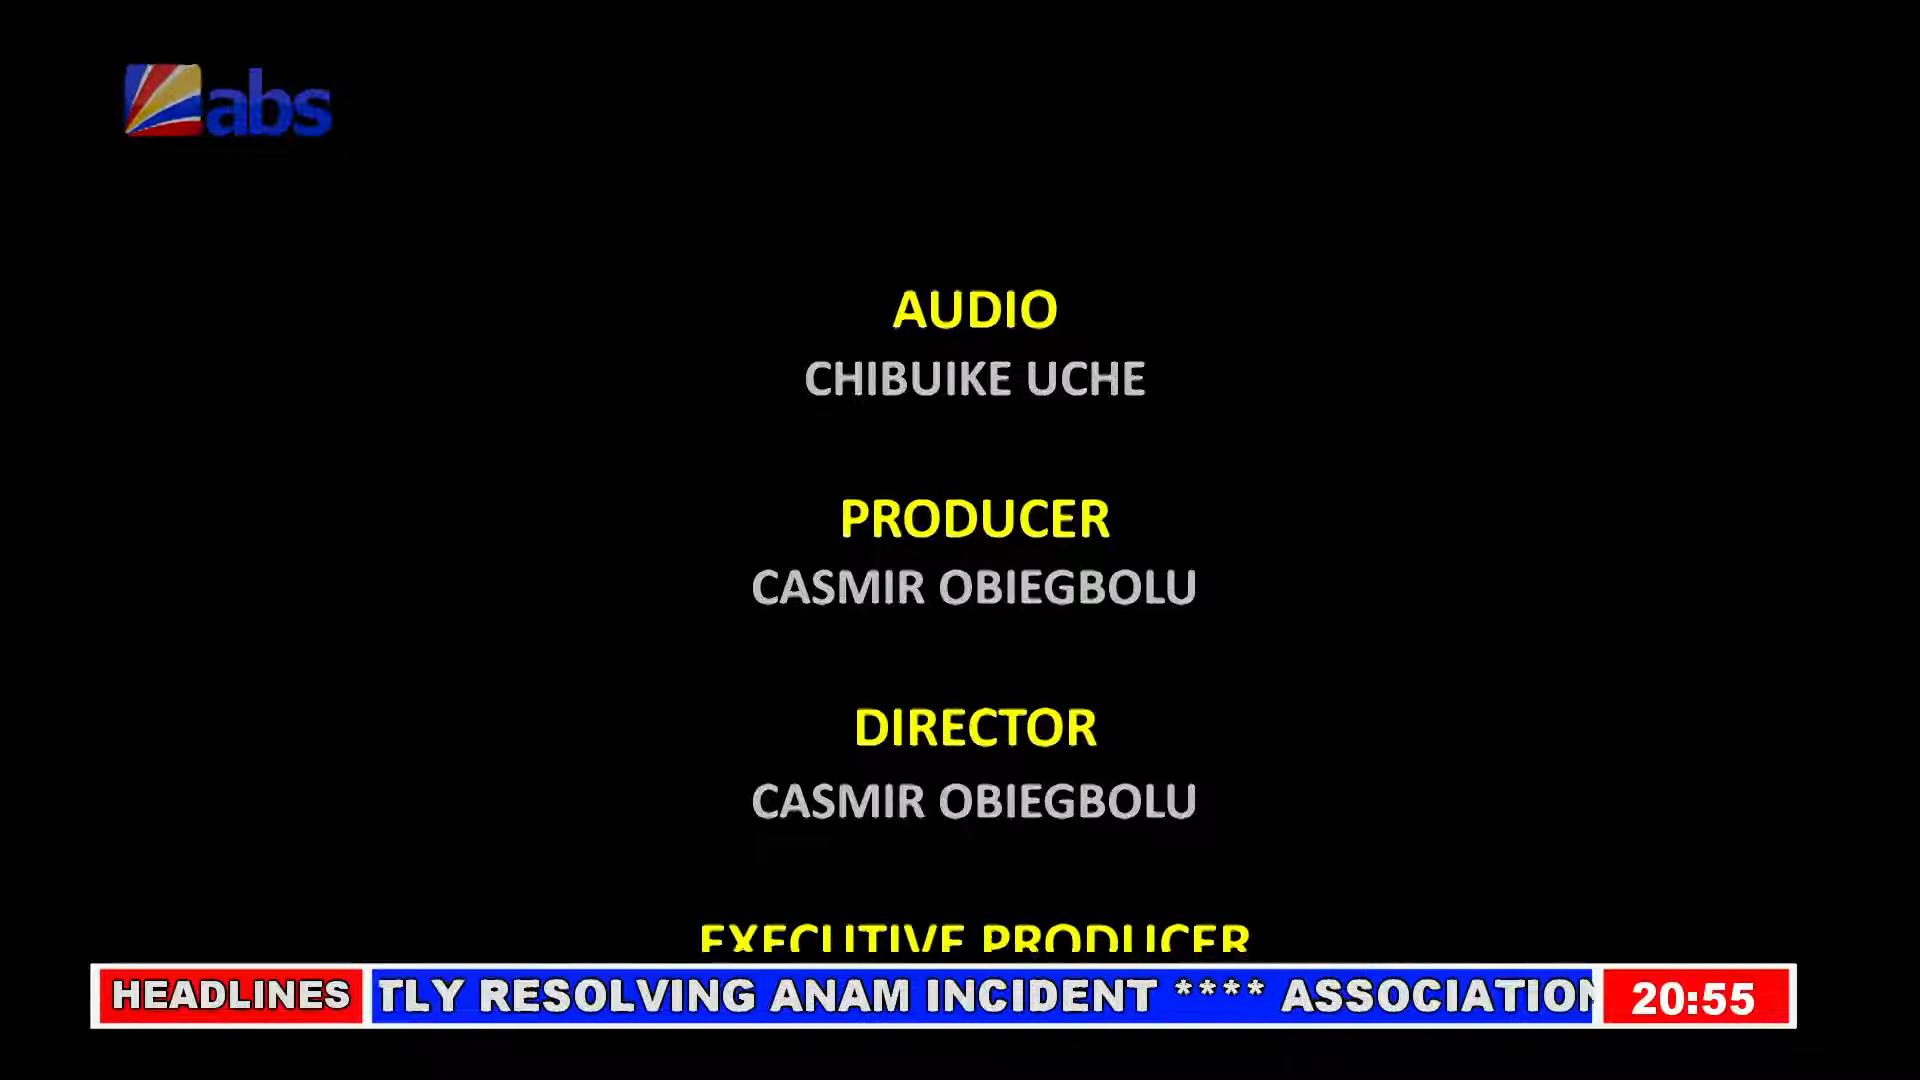 abs
AUDIO
CHIBUIKE UCHE
PRODUCER
CASMIR OBIEGBOLU
DIRECTOR
CASMIR OBIEGBOLU
EXECUTIVE PRODUCER
HEADLINES
TLY RESOLVING ANAM INCIDENT **** ASSOCIATION
20:55